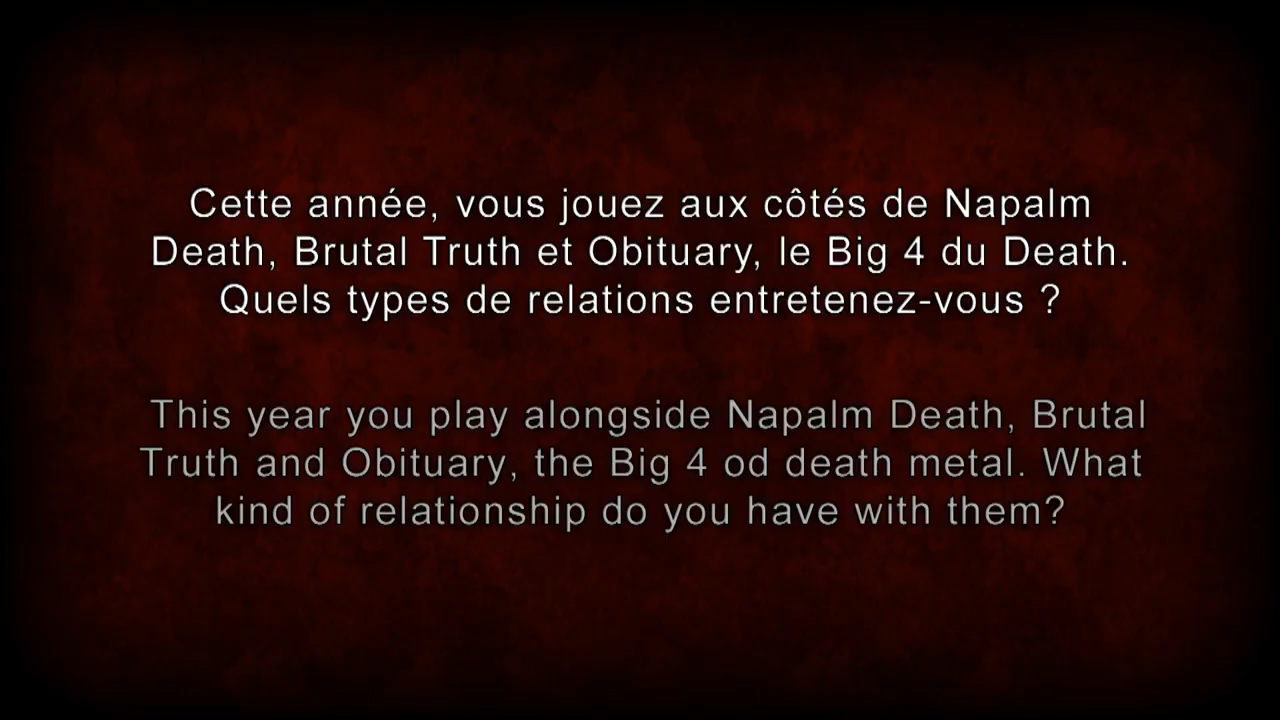 Cette année, vous jouez aux côtés de Napalm
Death, Brutal Truth et Obituary, le Big 4 du Death.
Quels types de relations entretenez-vous ?
This year you play alongside Napalm Death, Brutal
Truth and Obituary, the Big 4 od death metal. What
kind of relationship do you have with them?